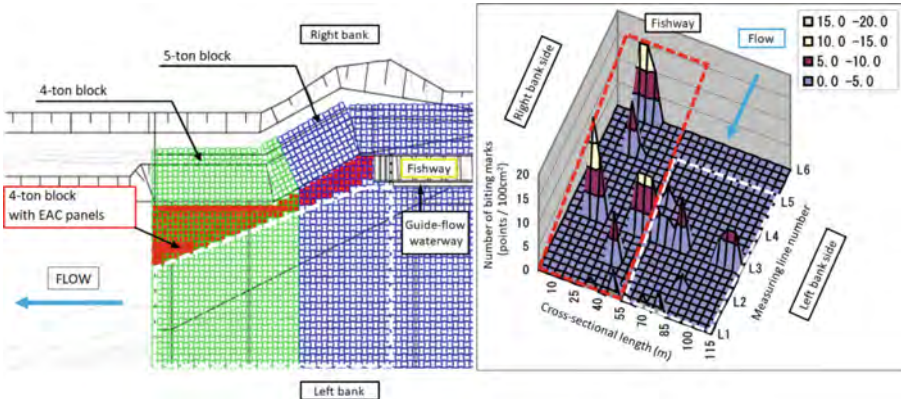 Right bank
5-ton block
4-ton block
Fishway
4-ton block
with EAC panels
Guide-flow
waterway
FLOW
Left bank
Fishway
15.0 -20.0
10.0 -15.0
5.0 -10.0
0.0 -5.0
Flow
Right bank side
Number of biting marks
(points / 100cm²)
20
15
10
5
0
10
25
40
55
70
85
100
115
Cross-sectional length (m)
L1
L2
L3
L4
L5
L6
Measuring line number
Left bank side